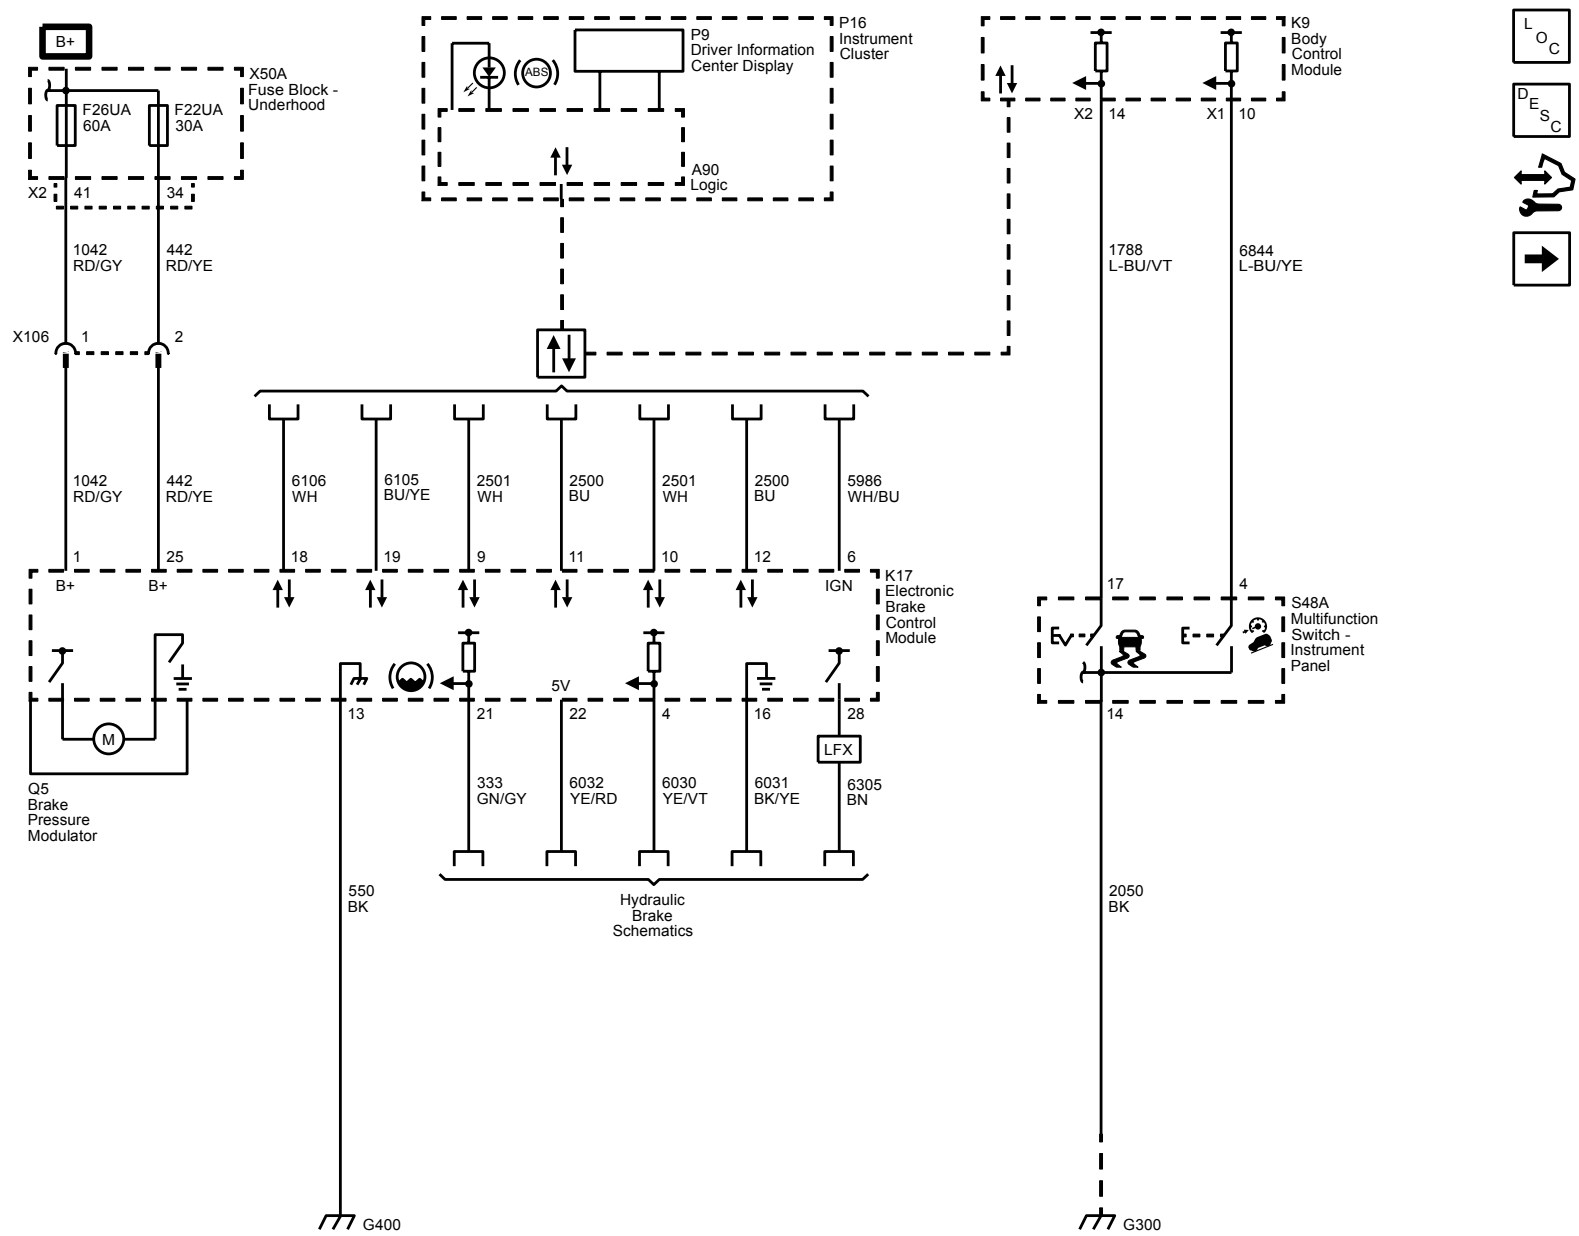 B+
X50A
Fuse Block -
Underhood
F26UA
60A
F22UA
30A
X2
41
34
1042
RD/GY
442
RD/YE
X106
1
2
1042
RD/GY
442
RD/YE
1
25
P16
Instrument
Cluster
P9
Driver Information
Center Display
ABS
A90
Logic
K9
Body
Control
Module
X2
14
X1
10
1788
L-BU/VT
6844
L-BU/YE
6106
WH
6105
BU/YE
2501
WH
2500
BU
2501
WH
2500
BU
5986
WH/BU
18
19
9
11
10
12
6
B+
B+
IGN
K17
Electronic
Brake
Control
Module
5V
13
21
22
4
16
28
M
Q5
Brake
Pressure
Modulator
LFX
333
GN/GY
6032
YE/RD
6030
YE/VT
6031
BK/YE
6305
BN
Hydraulic
Brake
Schematics
550
BK
G400
17
4
S48A
Multifunction
Switch -
Instrument
Panel
14
2050
BK
G300
LOC
DESC